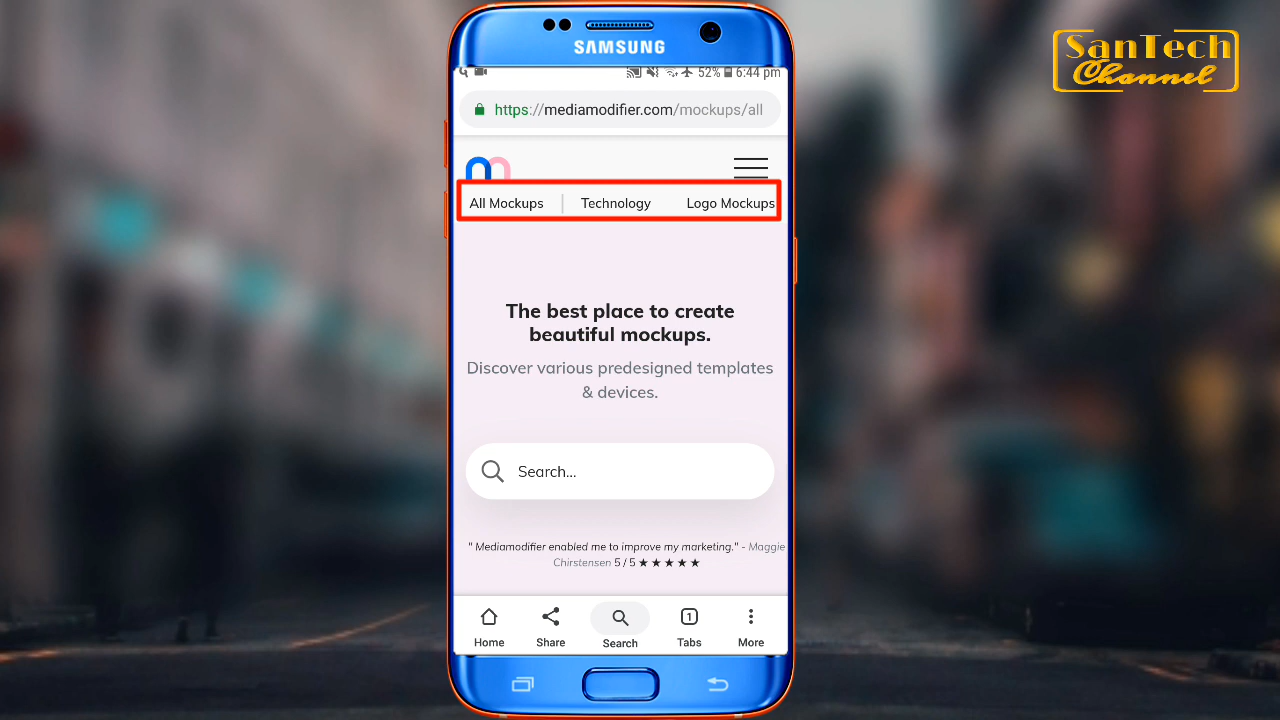 SAMSUNG
SanTech
Channel
52% 6:44 pm
https://mediamodifier.com/mockups/all
All Mockups
Technology
Logo Mockups
The best place to create
beautiful mockups.
Discover various predesigned templates
& devices.
Search...
" Mediamodifier enabled me to improve my marketing." - Maggie
Chirstensen 5 / 5 ★ ★ ★ ★ ★
1
Home
Share
Search
Tabs
More